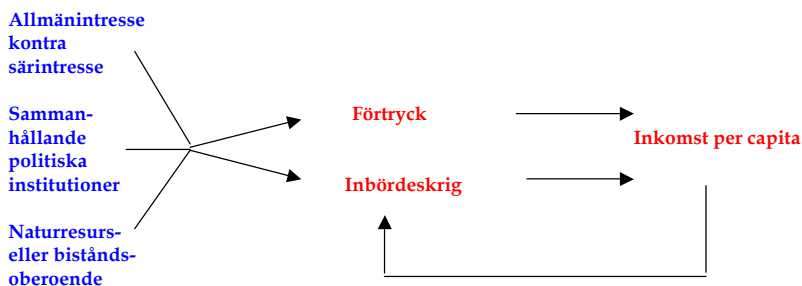 Allmänintresse
kontra
särintresse
Förtryck
Samman-
hållande
politiska
institutioner
Inkomst per capita
Inbördeskrig
Naturresurs-
eller bistånds-
oberoende